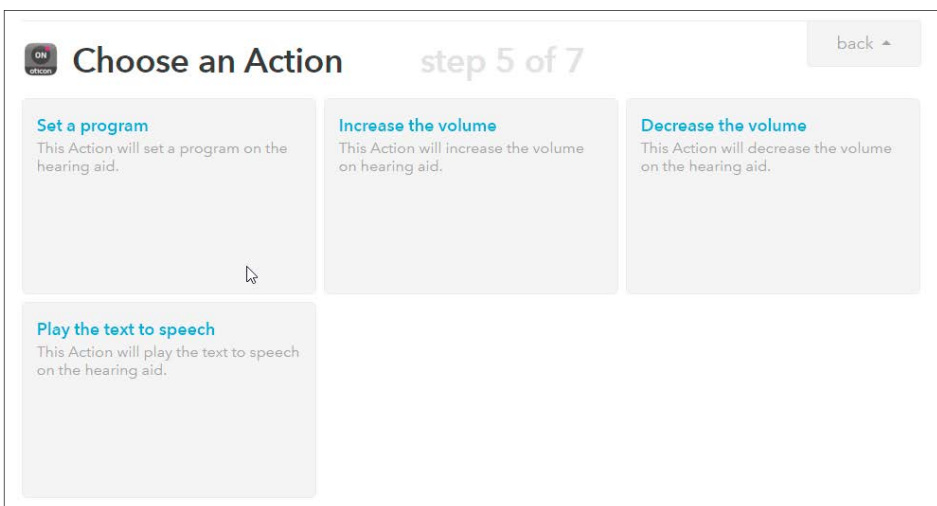 ON
oticon
Choose an Action
step 5 of 7
back
Set a program
This Action will set a program on the
hearing aid.
Increase the volume
This Action will increase the volume
on hearing aid.
Decrease the volume
This Action will decrease the volume
on the hearing aid.
Play the text to speech
This Action will play the text to speech
on the hearing aid.